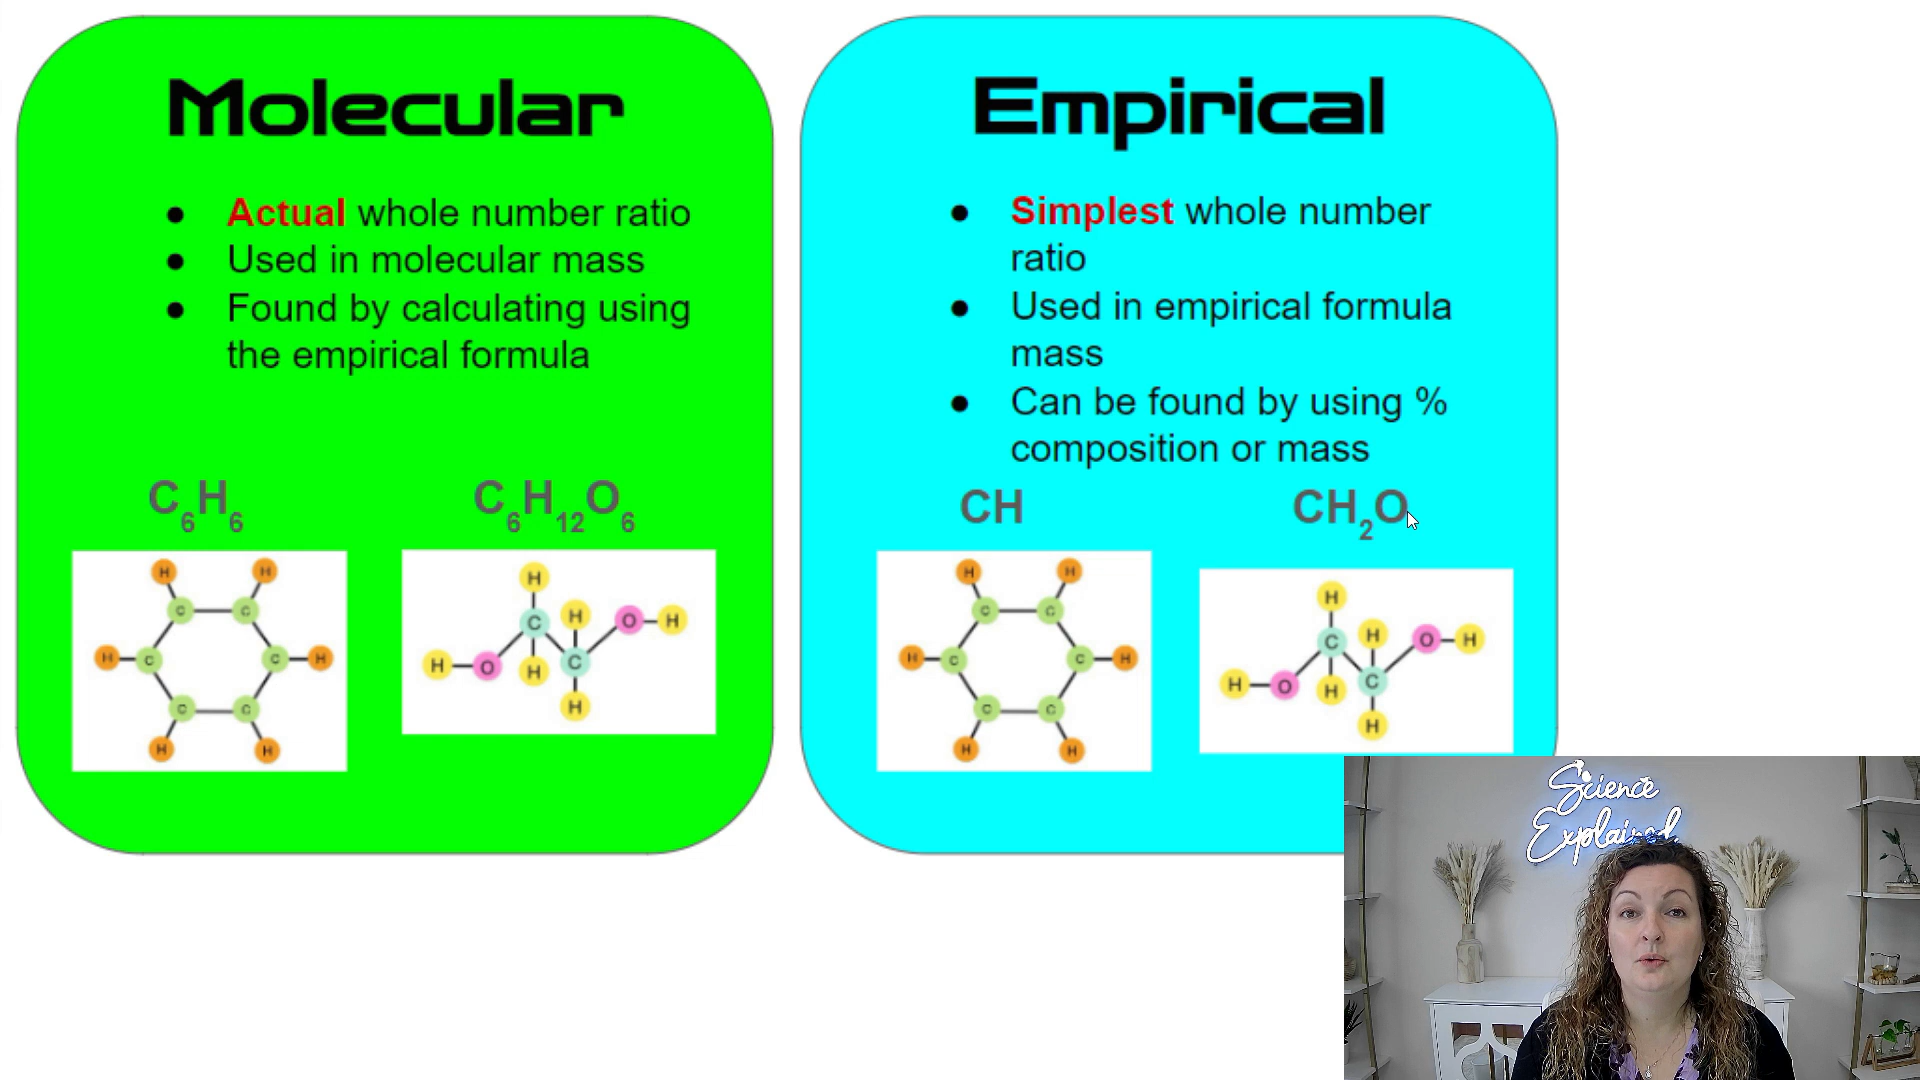 Molecular
● Actual whole number ratio
● Used in molecular mass
● Found by calculating using
the empirical formula
C₆H₆
C₆H₁₂O₆
H H
C C
H C C H
C C
H H
H
H
C O H
H O H C
H
Empirical
● Simplest whole number
ratio
● Used in empirical formula
mass
● Can be found by using %
composition or mass
CH
CH₂O
H H
C C
H C C H
C C
H H
H
H
C O H
H O H C
H
Science
Explained